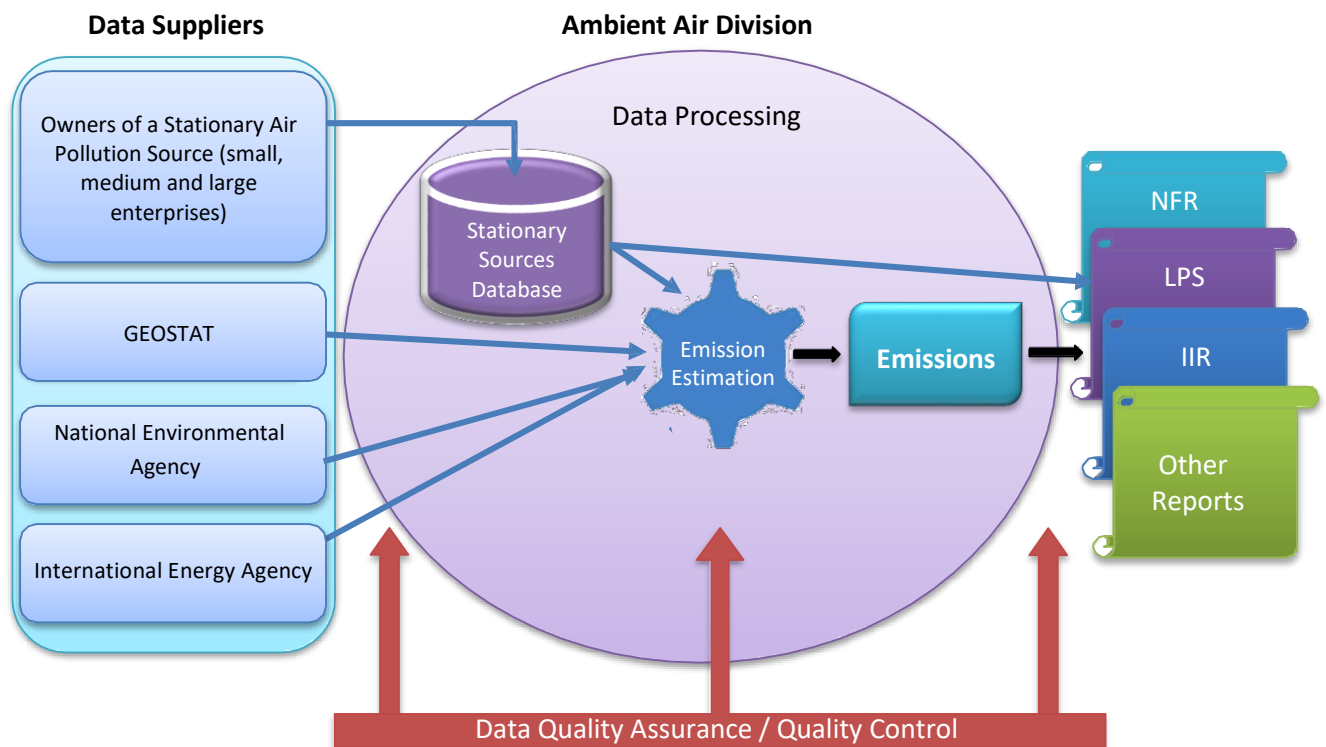 Data Suppliers
Owners of a Stationary Air
Pollution Source (small,
medium and large
enterprises)
GEOSTAT
National Environmental
Agency
International Energy Agency
Ambient Air Division
Data Processing
Stationary
Sources
Database
Emission
Estimation
Emissions
NFR
LPS
IIR
Other
Reports
Data Quality Assurance / Quality Control